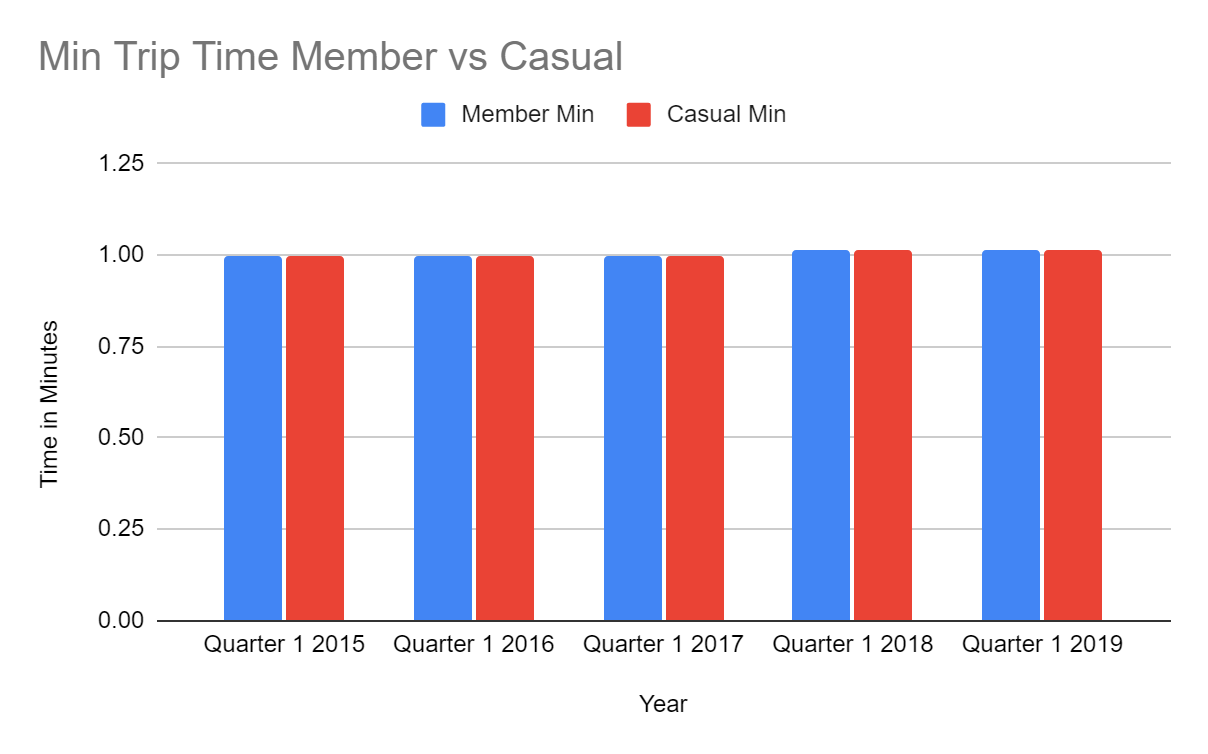 Min Trip Time Member vs Casual
Member Min
Casual Min
1.25
1.00
0.75
0.50
0.25
0.00
Time in Minutes
Quarter 1 2015
Quarter 1 2016
Quarter 1 2017
Quarter 1 2018
Quarter 1 2019
Year